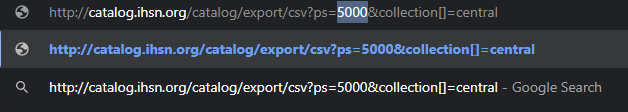 http://catalog.ihsn.org/catalog/export/csv?ps=5000&collection[]=central
http://catalog.ihsn.org/catalog/export/csv?ps=5000&collection[]=central
http://catalog.ihsn.org/catalog/export/csv?ps=5000&collection[]=central - Google Search